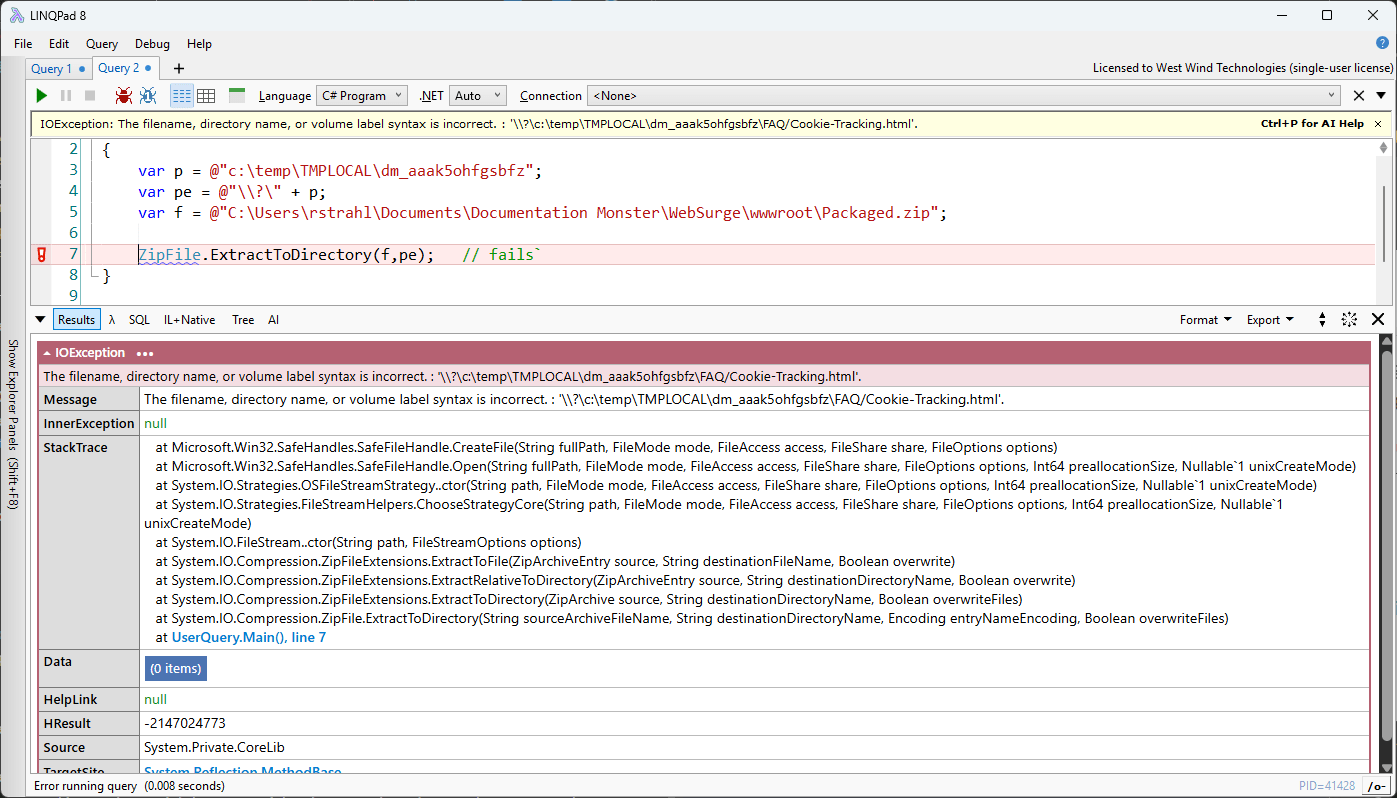 LINQPad 8
File Edit Query Debug Help
?
Query 1 Query 2 + Licensed to West Wind Technologies (single-user license)
Language C# Program .NET Auto Connection <None>
IOException: The filename, directory name, or volume label syntax is incorrect. : '\\?\c:\temp\TMPLOCAL\dm_aaak5ohfgsbfz\FAQ/Cookie-Tracking.html'. Ctrl+P for AI Help ×
2 {
3 var p = @"c:\temp\TMPLOCAL\dm_aaak5ohfgsbfz";
4 var pe = @"\\?\" + p;
5 var f = @"C:\Users\rstrahl\Documents\Documentation Monster\WebSurge\wwwroot\Packaged.zip";
6
7 ZipFile.ExtractToDirectory(f,pe); // fails`
8 }
9
Results λ SQL IL+Native Tree AI Format Export
Show Explorer Panels (Shift+F8)
IOException •••
The filename, directory name, or volume label syntax is incorrect. : '\\?\c:\temp\TMPLOCAL\dm_aaak5ohfgsbfz\FAQ/Cookie-Tracking.html'.
Message The filename, directory name, or volume label syntax is incorrect. : '\\?\c:\temp\TMPLOCAL\dm_aaak5ohfgsbfz\FAQ/Cookie-Tracking.html'.
InnerException null
StackTrace at Microsoft.Win32.SafeHandles.SafeFileHandle.CreateFile(String fullPath, FileMode mode, FileAccess access, FileShare share, FileOptions options)
at Microsoft.Win32.SafeHandles.SafeFileHandle.Open(String fullPath, FileMode mode, FileAccess access, FileShare share, FileOptions options, Int64 preallocationSize, Nullable`1 unixCreateMode)
at System.IO.Strategies.OSFileStreamStrategy..ctor(String path, FileMode mode, FileAccess access, FileShare share, FileOptions options, Int64 preallocationSize, Nullable`1 unixCreateMode)
at System.IO.Strategies.FileStreamHelpers.ChooseStrategyCore(String path, FileMode mode, FileAccess access, FileShare share, FileOptions options, Int64 preallocationSize, Nullable`1
unixCreateMode)
at System.IO.FileStream..ctor(String path, FileStreamOptions options)
at System.IO.Compression.ZipFileExtensions.ExtractToFile(ZipArchiveEntry source, String destinationFileName, Boolean overwrite)
at System.IO.Compression.ZipFileExtensions.ExtractRelativeToDirectory(ZipArchiveEntry source, String destinationDirectoryName, Boolean overwrite)
at System.IO.Compression.ZipFileExtensions.ExtractToDirectory(ZipArchive source, String destinationDirectoryName, Boolean overwriteFiles)
at System.IO.Compression.ZipFile.ExtractToDirectory(String sourceArchiveFileName, String destinationDirectoryName, Encoding entryNameEncoding, Boolean overwriteFiles)
at UserQuery.Main(), line 7
Data (0 items)
HelpLink null
HResult -2147024773
Source System.Private.CoreLib
TargetSite System.Reflection.MethodBase
Error running query (0.008 seconds) PID=41428 /o-